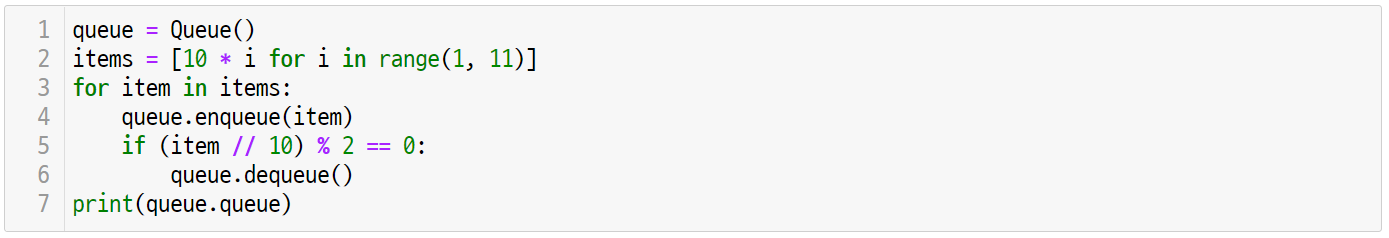 1 queue = Queue()
2 items = [10 * i for i in range(1, 11)]
3 for item in items:
4     queue.enqueue(item)
5     if (item // 10) % 2 == 0:
6         queue.dequeue()
7 print(queue.queue)